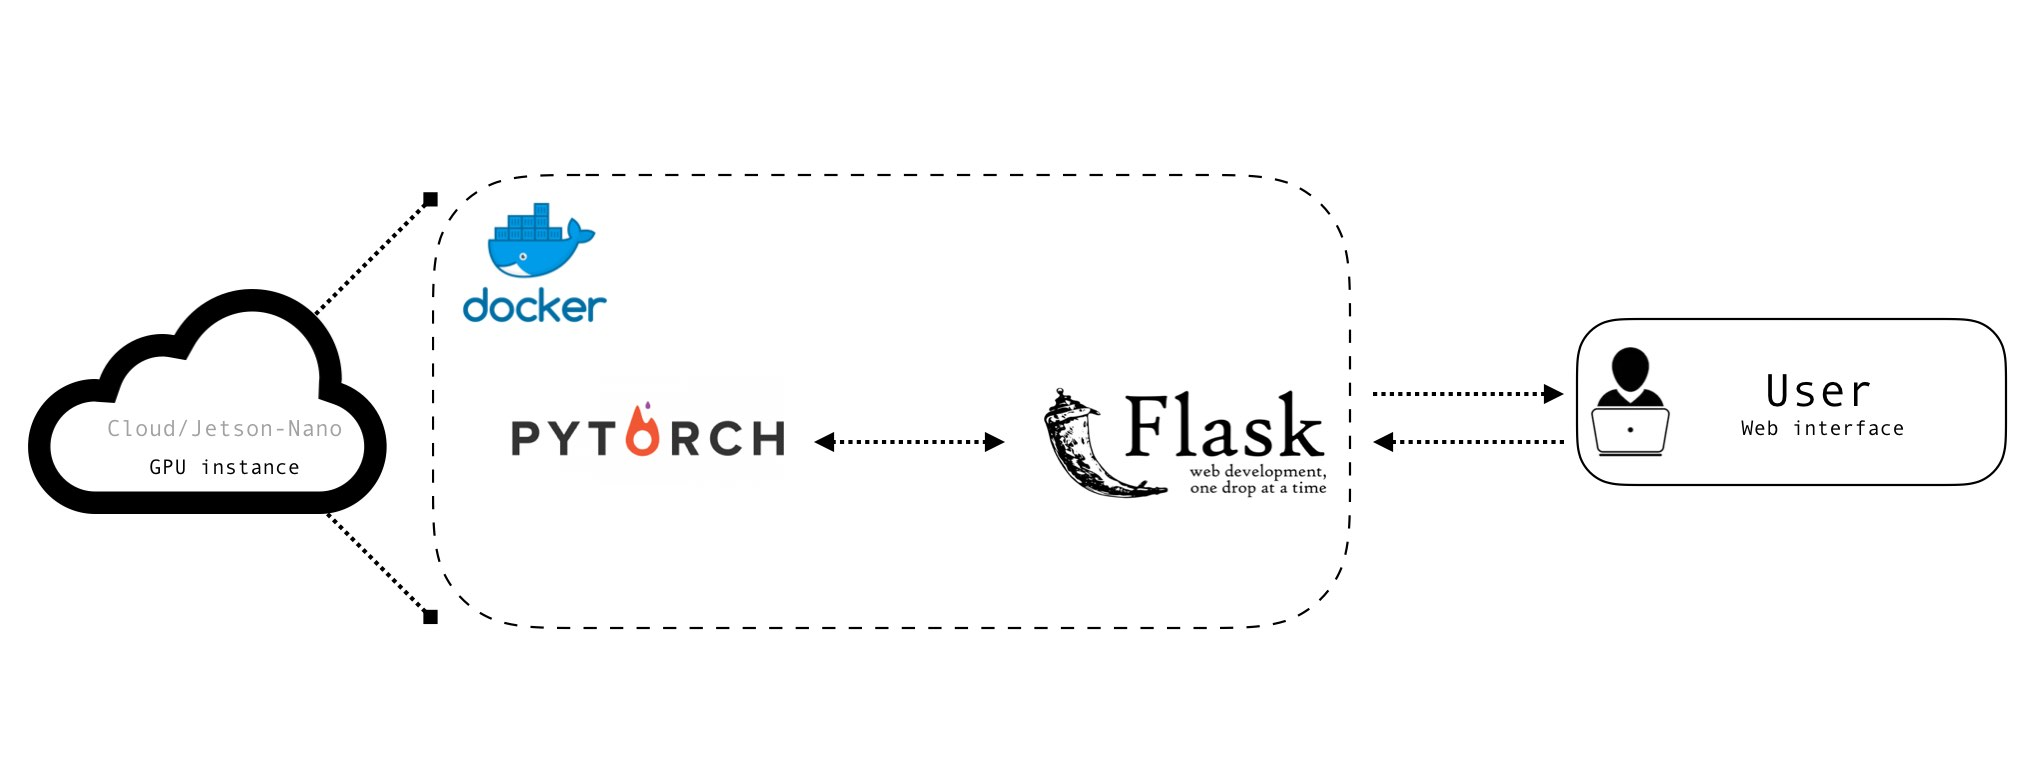 docker
Cloud/Jetson-Nano
GPU instance
PYTORCH
Flask
web development,
one drop at a time
User
Web interface